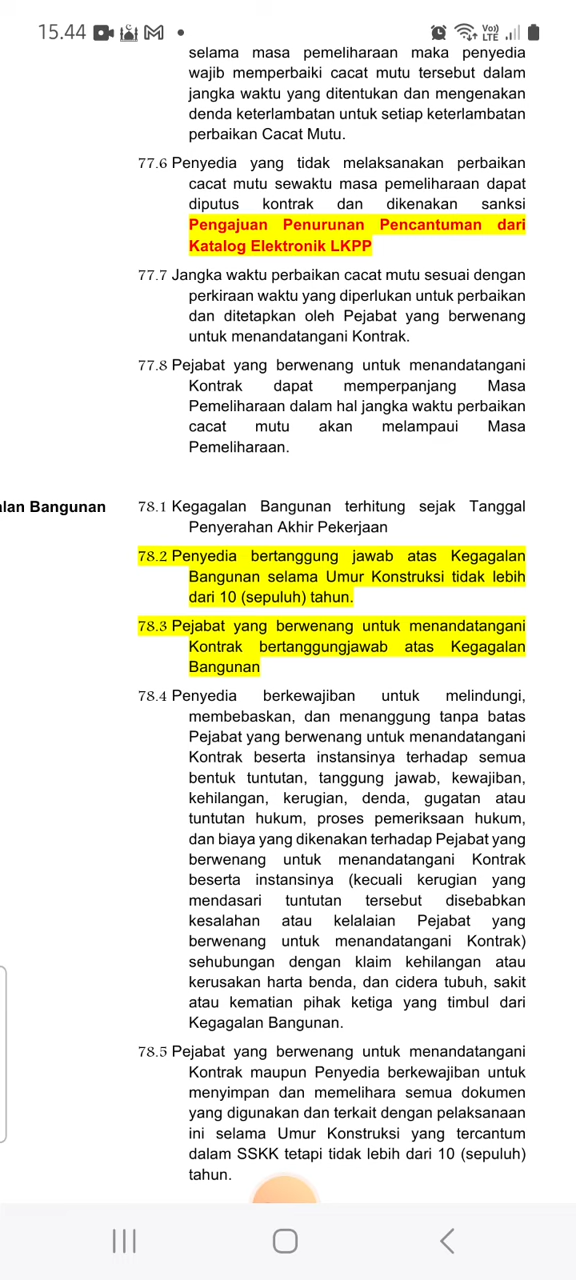 15.44
Vo))
LTE
selama masa pemeliharaan maka penyedia
wajib memperbaiki cacat mutu tersebut dalam
jangka waktu yang ditentukan dan mengenakan
denda keterlambatan untuk setiap keterlambatan
perbaikan Cacat Mutu.
77.6 Penyedia yang tidak melaksanakan perbaikan
cacat mutu sewaktu masa pemeliharaan dapat
diputus kontrak dan dikenakan sanksi
Pengajuan Penurunan Pencantuman dari
Katalog Elektronik LKPP
77.7 Jangka waktu perbaikan cacat mutu sesuai dengan
perkiraan waktu yang diperlukan untuk perbaikan
dan ditetapkan oleh Pejabat yang berwenang
untuk menandatangani Kontrak.
77.8 Pejabat yang berwenang untuk menandatangani
Kontrak dapat memperpanjang Masa
Pemeliharaan dalam hal jangka waktu perbaikan
cacat mutu akan melampaui Masa
Pemeliharaan.
alan Bangunan
78.1 Kegagalan Bangunan terhitung sejak Tanggal
Penyerahan Akhir Pekerjaan
78.2 Penyedia bertanggung jawab atas Kegagalan
Bangunan selama Umur Konstruksi tidak lebih
dari 10 (sepuluh) tahun.
78.3 Pejabat yang berwenang untuk menandatangani
Kontrak bertanggungjawab atas Kegagalan
Bangunan
78.4 Penyedia berkewajiban untuk melindungi,
membebaskan, dan menanggung tanpa batas
Pejabat yang berwenang untuk menandatangani
Kontrak beserta instansinya terhadap semua
bentuk tuntutan, tanggung jawab, kewajiban,
kehilangan, kerugian, denda, gugatan atau
tuntutan hukum, proses pemeriksaan hukum,
dan biaya yang dikenakan terhadap Pejabat yang
berwenang untuk menandatangani Kontrak
beserta instansinya (kecuali kerugian yang
mendasari tuntutan tersebut disebabkan
kesalahan atau kelalaian Pejabat yang
berwenang untuk menandatangani Kontrak)
sehubungan dengan klaim kehilangan atau
kerusakan harta benda, dan cidera tubuh, sakit
atau kematian pihak ketiga yang timbul dari
Kegagalan Bangunan.
78.5 Pejabat yang berwenang untuk menandatangani
Kontrak maupun Penyedia berkewajiban untuk
menyimpan dan memelihara semua dokumen
yang digunakan dan terkait dengan pelaksanaan
ini selama Umur Konstruksi yang tercantum
dalam SSKK tetapi tidak lebih dari 10 (sepuluh)
tahun.